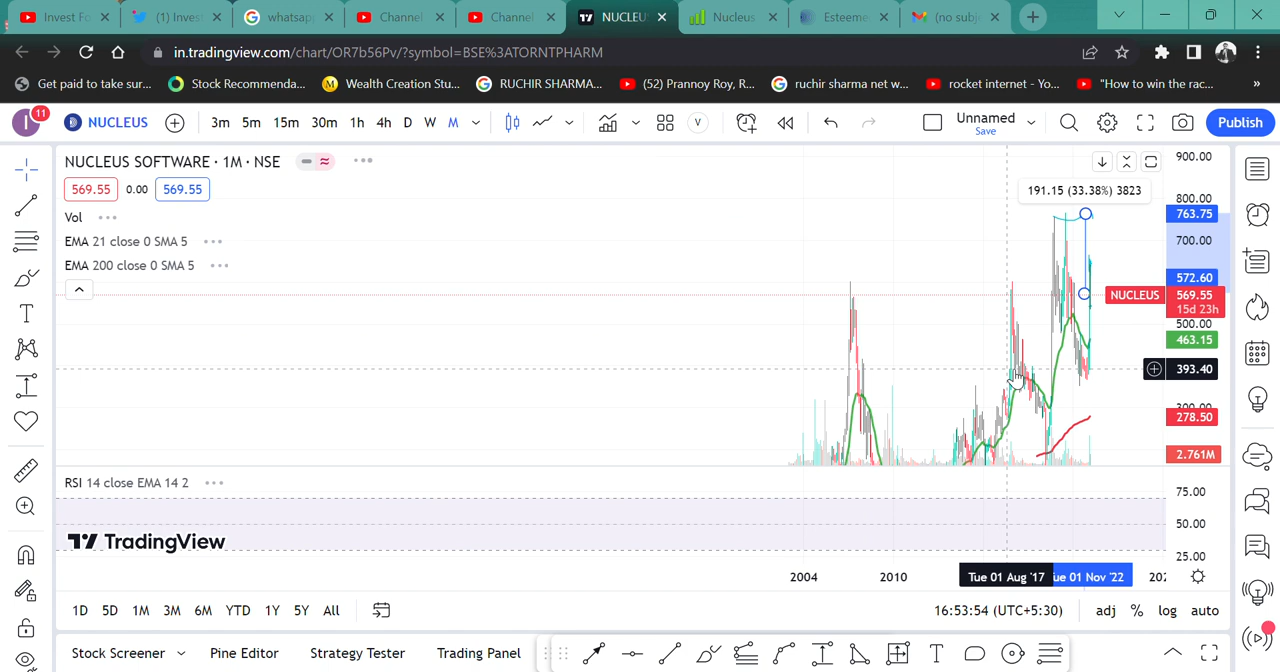 Invest Fo
(1) Invest
whatsap
Channel
Channel
NUCLEU
Nucleus
Esteeme
(no subj
in.tradingview.com/chart/OR7b56Pv/?symbol=BSE%3ATORNTPHARM
Get paid to take sur...
Stock Recommenda...
Wealth Creation Stu...
RUCHIR SHARMA...
(52) Prannoy Roy, R...
ruchir sharma net w...
rocket internet - Yo...
"How to win the rac...
»
I
11
NUCLEUS
3m 5m 15m 30m 1h 4h D W M
V
Unnamed
Save
Publish
NUCLEUS SOFTWARE · 1M · NSE
569.55 0.00 569.55
Vol
EMA 21 close 0 SMA 5
EMA 200 close 0 SMA 5
191.15 (33.38%) 3823
900.00
800.00
763.75
700.00
572.60
NUCLEUS 569.55
15d 23h
500.00
463.15
393.40
300.00
278.50
2.761M
RSI 14 close EMA 14 2
75.00
50.00
25.00
TradingView
2004 2010 Tue 01 Aug '17 ue 01 Nov '22 202
1D 5D 1M 3M 6M YTD 1Y 5Y All
16:53:54 (UTC+5:30) adj % log auto
Stock Screener Pine Editor Strategy Tester Trading Panel
T